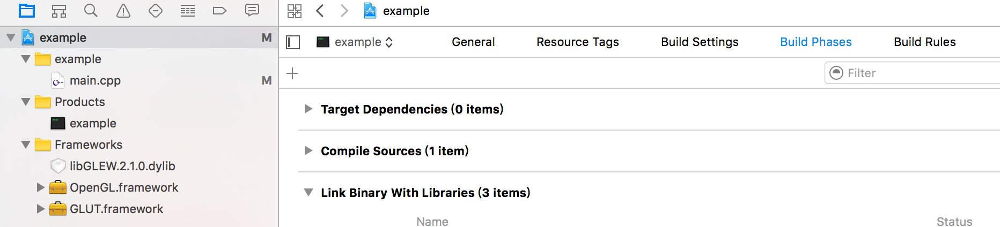 example
example M
example
main.cpp M
Products
example
Frameworks
libGLEW.2.1.0.dylib
OpenGL.framework
GLUT.framework
example General Resource Tags Build Settings Build Phases Build Rules
Filter
Target Dependencies (0 items)
Compile Sources (1 item)
Link Binary With Libraries (3 items)
Name Status